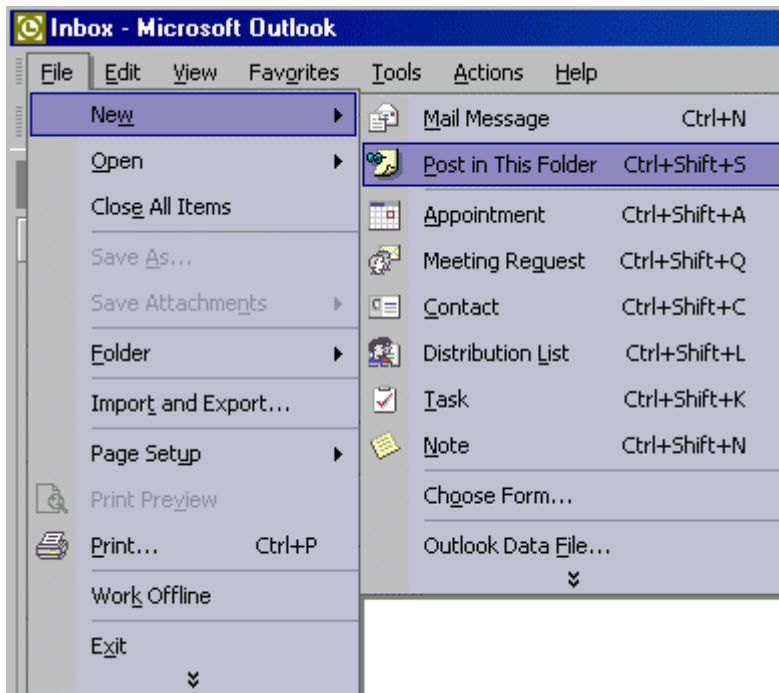 Inbox - Microsoft Outlook
File Edit View Favorites Tools Actions Help
New
Open
Close All Items
Save As...
Save Attachments
Folder
Import and Export...
Page Setup
Print Preview
Print... Ctrl+P
Work Offline
Exit
Mail Message Ctrl+N
Post in This Folder Ctrl+Shift+S
Appointment Ctrl+Shift+A
Meeting Request Ctrl+Shift+Q
Contact Ctrl+Shift+C
Distribution List Ctrl+Shift+L
Task Ctrl+Shift+K
Note Ctrl+Shift+N
Choose Form...
Outlook Data File...